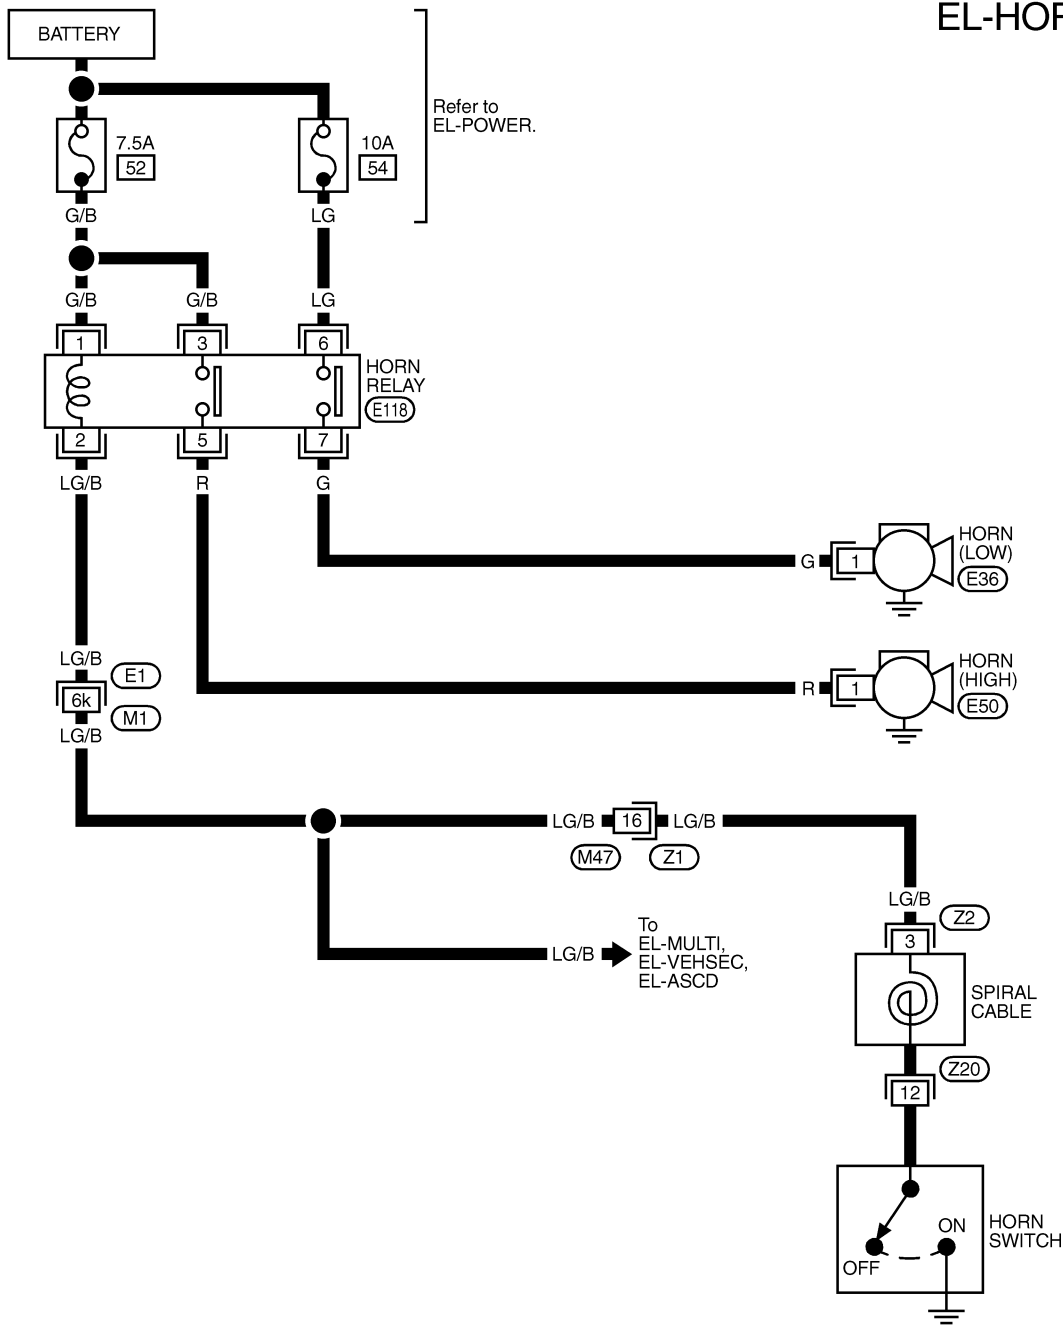 EL-HOR
BATTERY
Refer to
EL-POWER.
7.5A
52
10A
54
G/B
LG
G/B
G/B
LG
1
3
6
HORN
RELAY
E118
2
5
7
LG/B
R
G
G
1
HORN
(LOW)
E36
LG/B
E1
6k
M1
LG/B
R
1
HORN
(HIGH)
E50
LG/B
16
LG/B
M47
Z1
LG/B
Z2
3
LG/B
To
EL-MULTI,
EL-VEHSEC,
EL-ASCD
SPIRAL
CABLE
Z20
12
ON
OFF
HORN
SWITCH